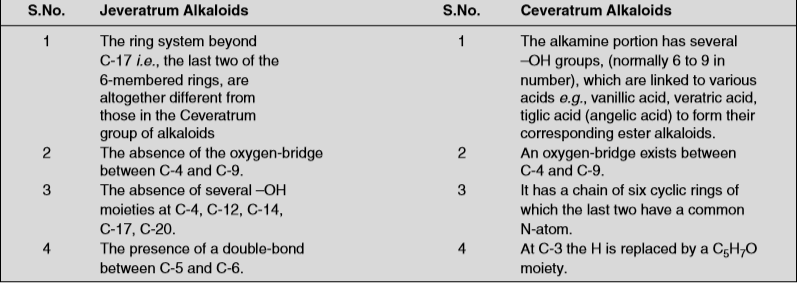 S.No. Jeveratrum Alkaloids S.No. Ceveratrum Alkaloids
1 The ring system beyond 1 The alkamine portion has several
C-17 i.e., the last two of the –OH groups, (normally 6 to 9 in
6-membered rings, are number), which are linked to various
altogether different from acids e.g., vanillic acid, veratric acid,
those in the Ceveratrum tiglic acid (angelic acid) to form their
group of alkaloids corresponding ester alkaloids.
2 The absence of the oxygen-bridge 2 An oxygen-bridge exists between
between C-4 and C-9. C-4 and C-9.
3 The absence of several –OH 3 It has a chain of six cyclic rings of
moieties at C-4, C-12, C-14, which the last two have a common
C-17, C-20. N-atom.
4 The presence of a double-bond 4 At C-3 the H is replaced by a C₅H₇O
between C-5 and C-6. moiety.